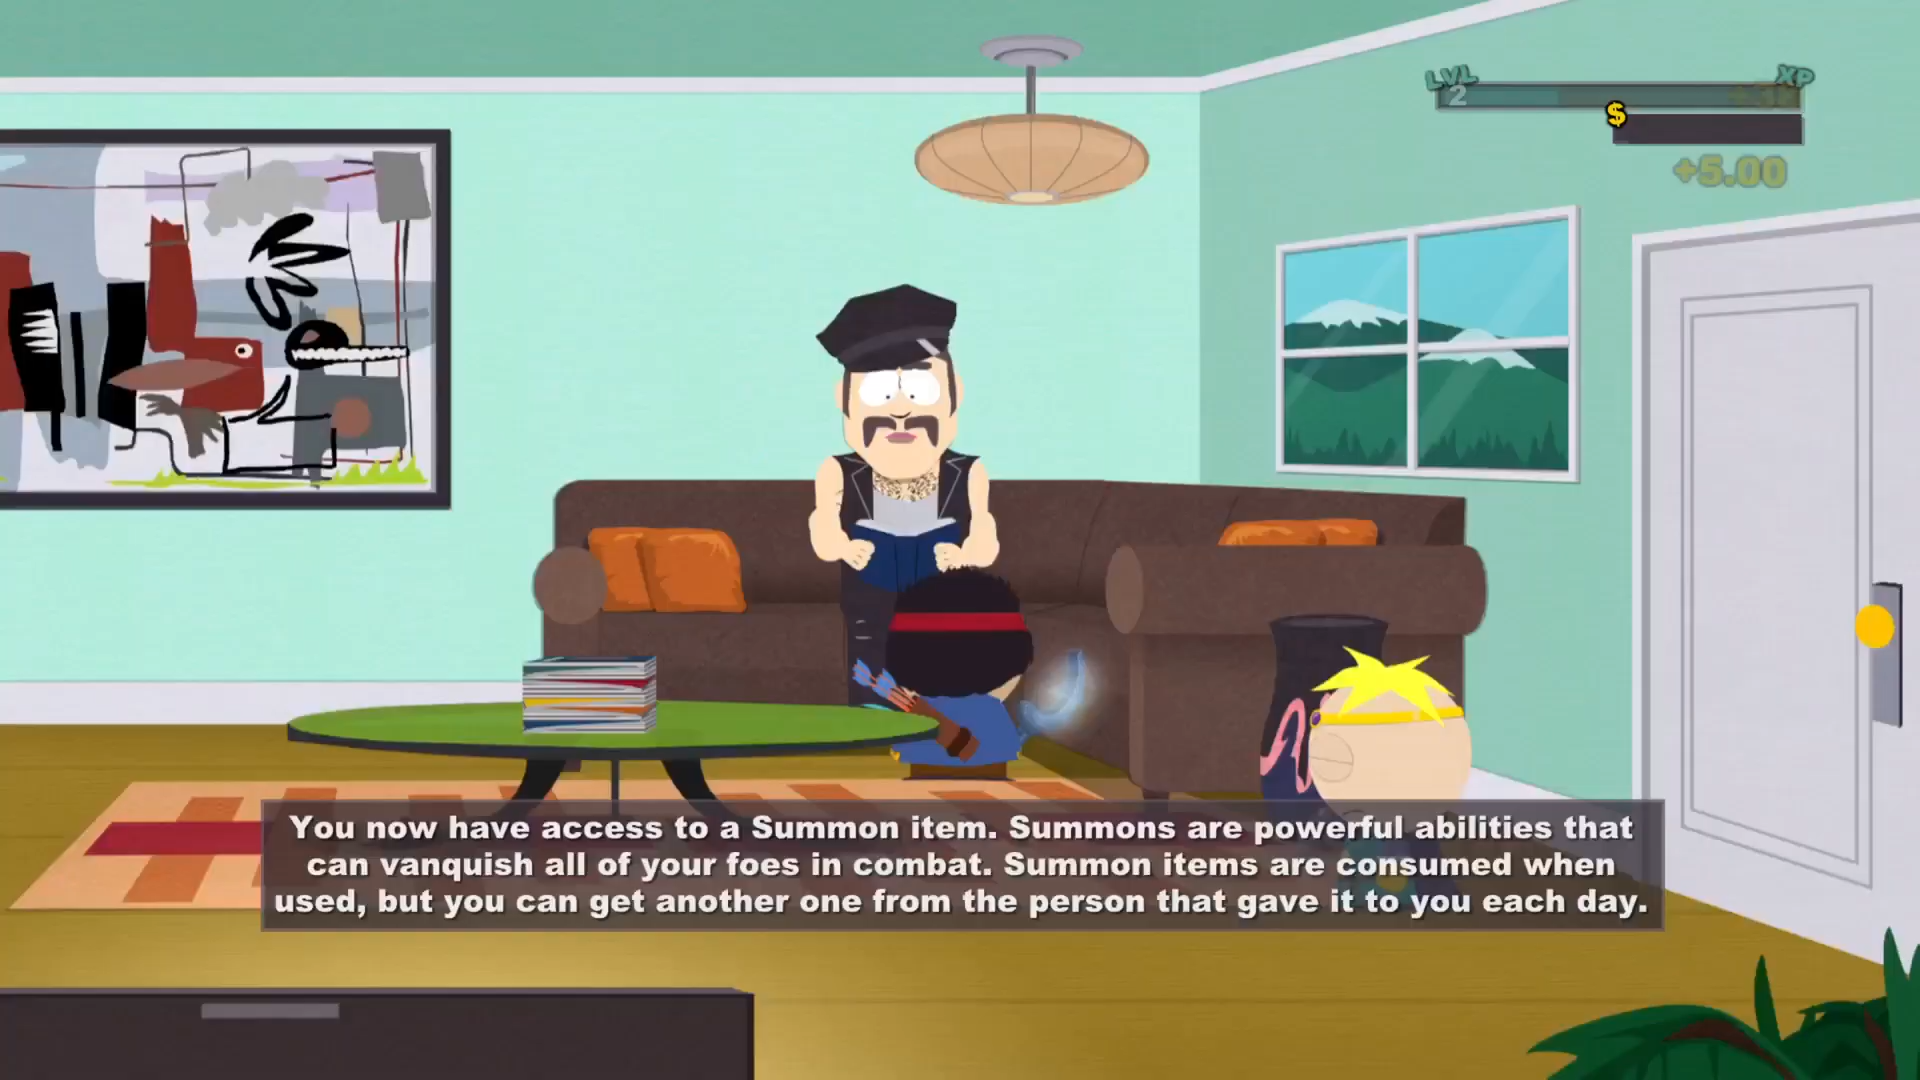 LVL
XP
2
$
+5.00
You now have access to a Summon item. Summons are powerful abilities that
can vanquish all of your foes in combat. Summon items are consumed when
used, but you can get another one from the person that gave it to you each day.